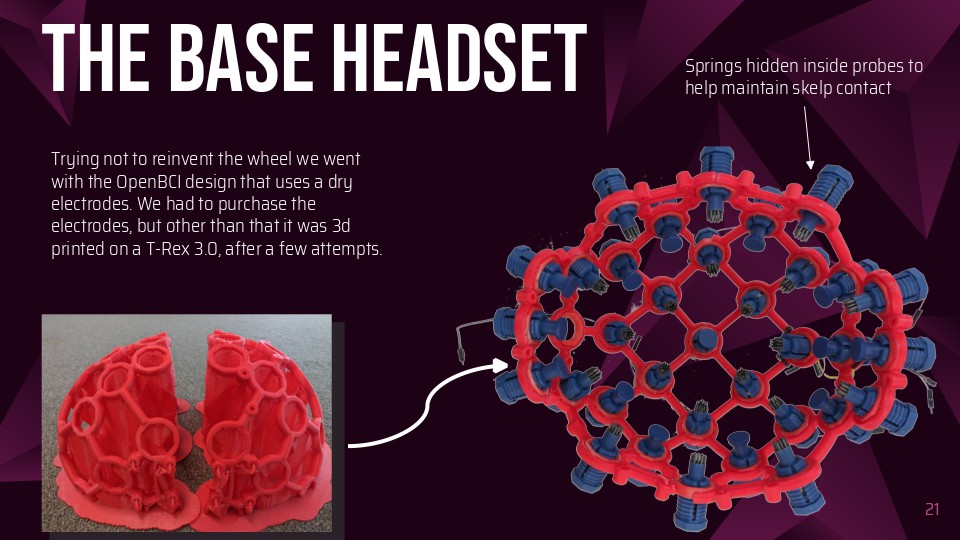 THE BASE HEADSET
Springs hidden inside probes to
help maintain skelp contact
Trying not to reinvent the wheel we went
with the OpenBCI design that uses a dry
electrodes. We had to purchase the
electrodes, but other than that it was 3d
printed on a T-Rex 3.0, after a few attempts.
21